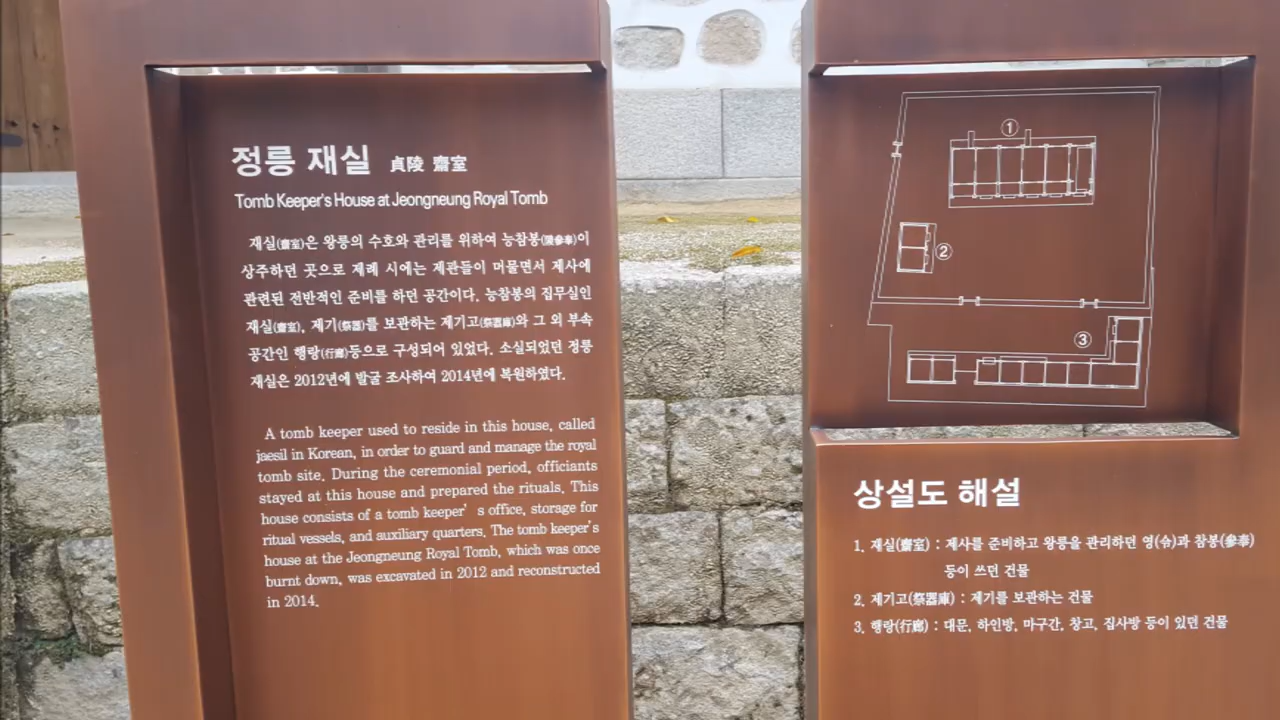 정릉 재실 貞陵 齋室
Tomb Keeper's House at Jeongneung Royal Tomb
재실(齋室)은 왕릉의 수호와 관리를 위하여 능참봉(陵參奉)이
상주하던 곳으로 제례 시에는 제관들이 머물면서 제사에
관련된 전반적인 준비를 하던 공간이다. 능참봉의 집무실인
재실(齋室), 제기(祭器)를 보관하는 제기고(祭器庫)와 그 외 부속
공간인 행랑(行廊)등으로 구성되어 있었다. 소실되었던 정릉
재실은 2012년에 발굴 조사하여 2014년에 복원하였다.
A tomb keeper used to reside in this house, called
jaesil in Korean, in order to guard and manage the royal
tomb site. During the ceremonial period, officiants
stayed at this house and prepared the rituals. This
house consists of a tomb keeper' s office, storage for
ritual vessels, and auxiliary quarters. The tomb keeper's
house at the Jeongneung Royal Tomb, which was once
burnt down, was excavated in 2012 and reconstructed
in 2014.
①
②
③
상설도 해설
1. 재실(齋室) : 제사를 준비하고 왕릉을 관리하던 영(令)과 참봉(參奉)
등이 쓰던 건물
2. 제기고(祭器庫) : 제기를 보관하는 건물
3. 행랑(行廊) : 대문, 하인방, 마구간, 창고, 집사방 등이 있던 건물